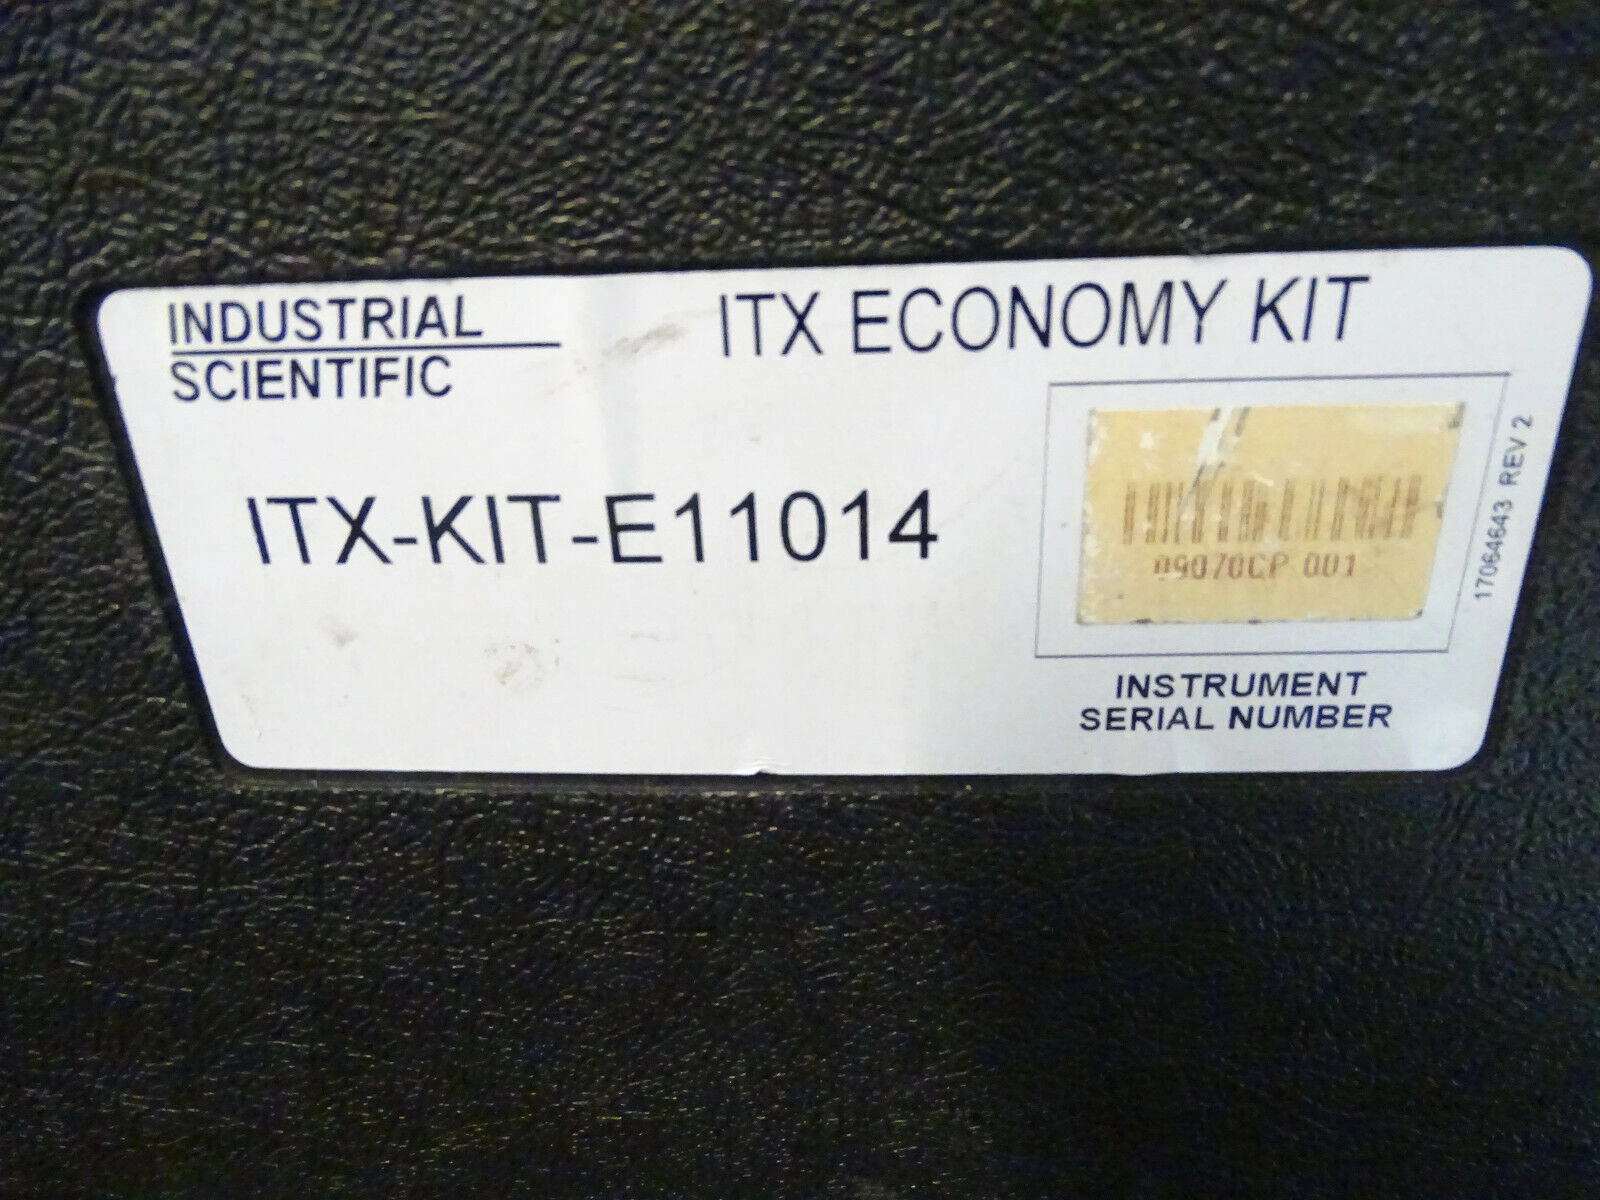 INDUSTRIAL
SCIENTIFIC
ITX ECONOMY KIT
ITX-KIT-E11014
09070CP 001
17064643 REV 2
INSTRUMENT
SERIAL NUMBER